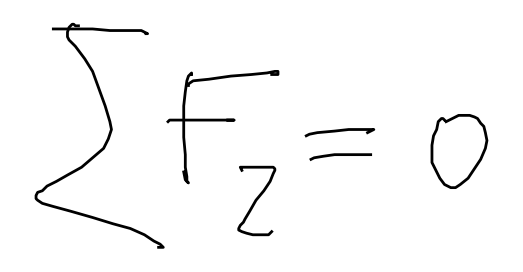 ∑F_z = 0